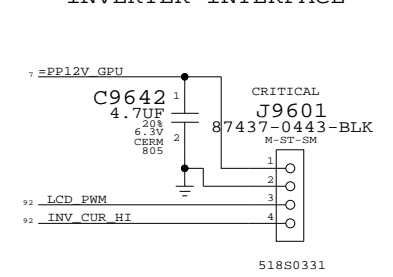 INVERTER INTERFACE
7 =PP12V_GPU
C9642 1
4.7UF
20%
6.3V 2
CERM
805
CRITICAL
J9601
87437-0443-BLK
M-ST-SM
1
2
92 LCD_PWM 3
92 INV_CUR_HI 4
518S0331